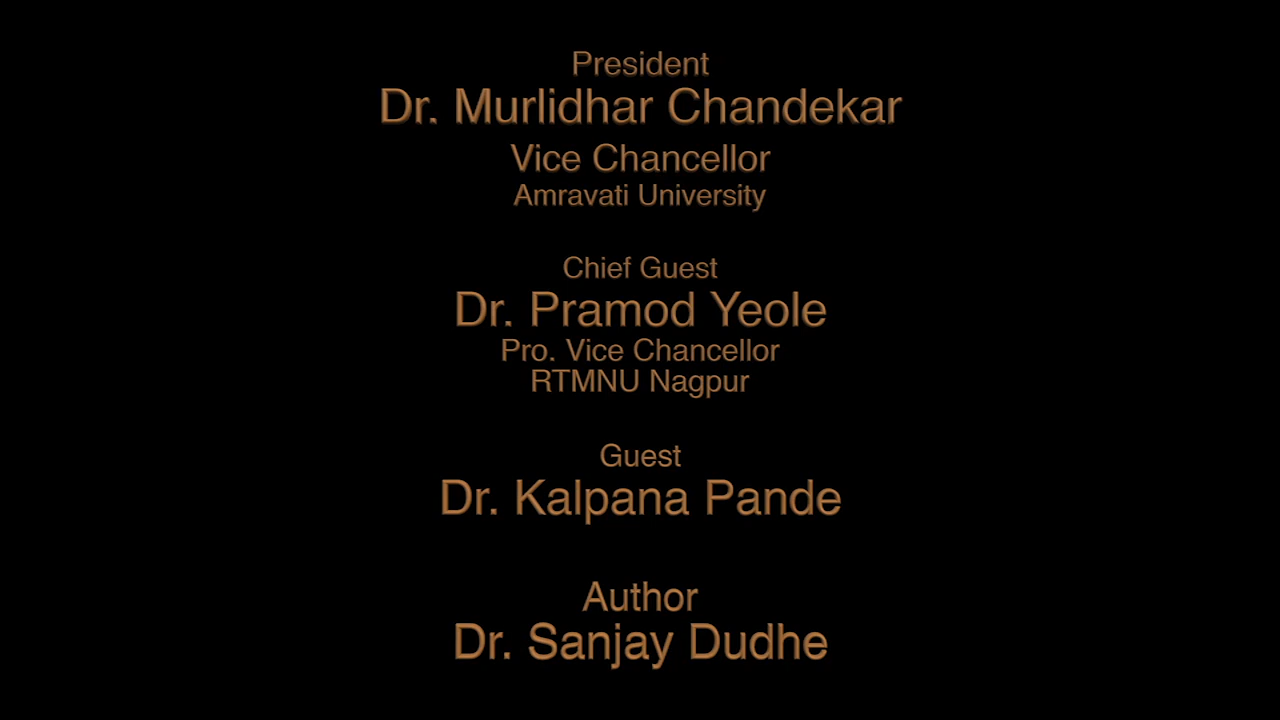 President
Dr. Murlidhar Chandekar
Vice Chancellor
Amravati University
Chief Guest
Dr. Pramod Yeole
Pro. Vice Chancellor
RTMNU Nagpur
Guest
Dr. Kalpana Pande
Author
Dr. Sanjay Dudhe